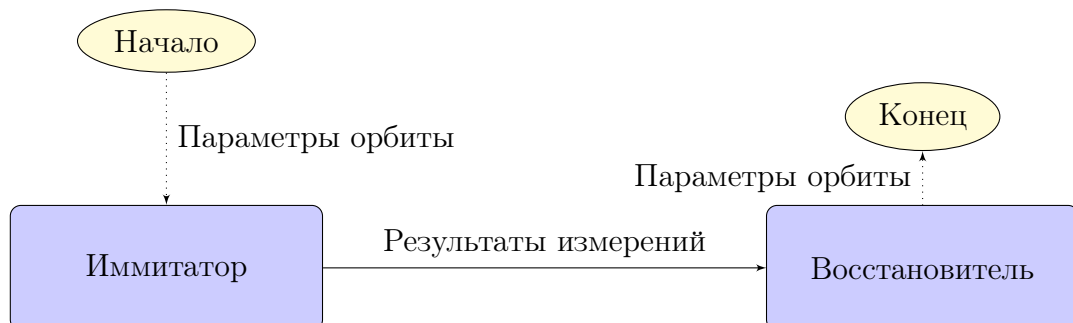 Начало
Конец
Параметры орбиты
Параметры орбиты
Результаты измерений
Иммитатор
Восстановитель